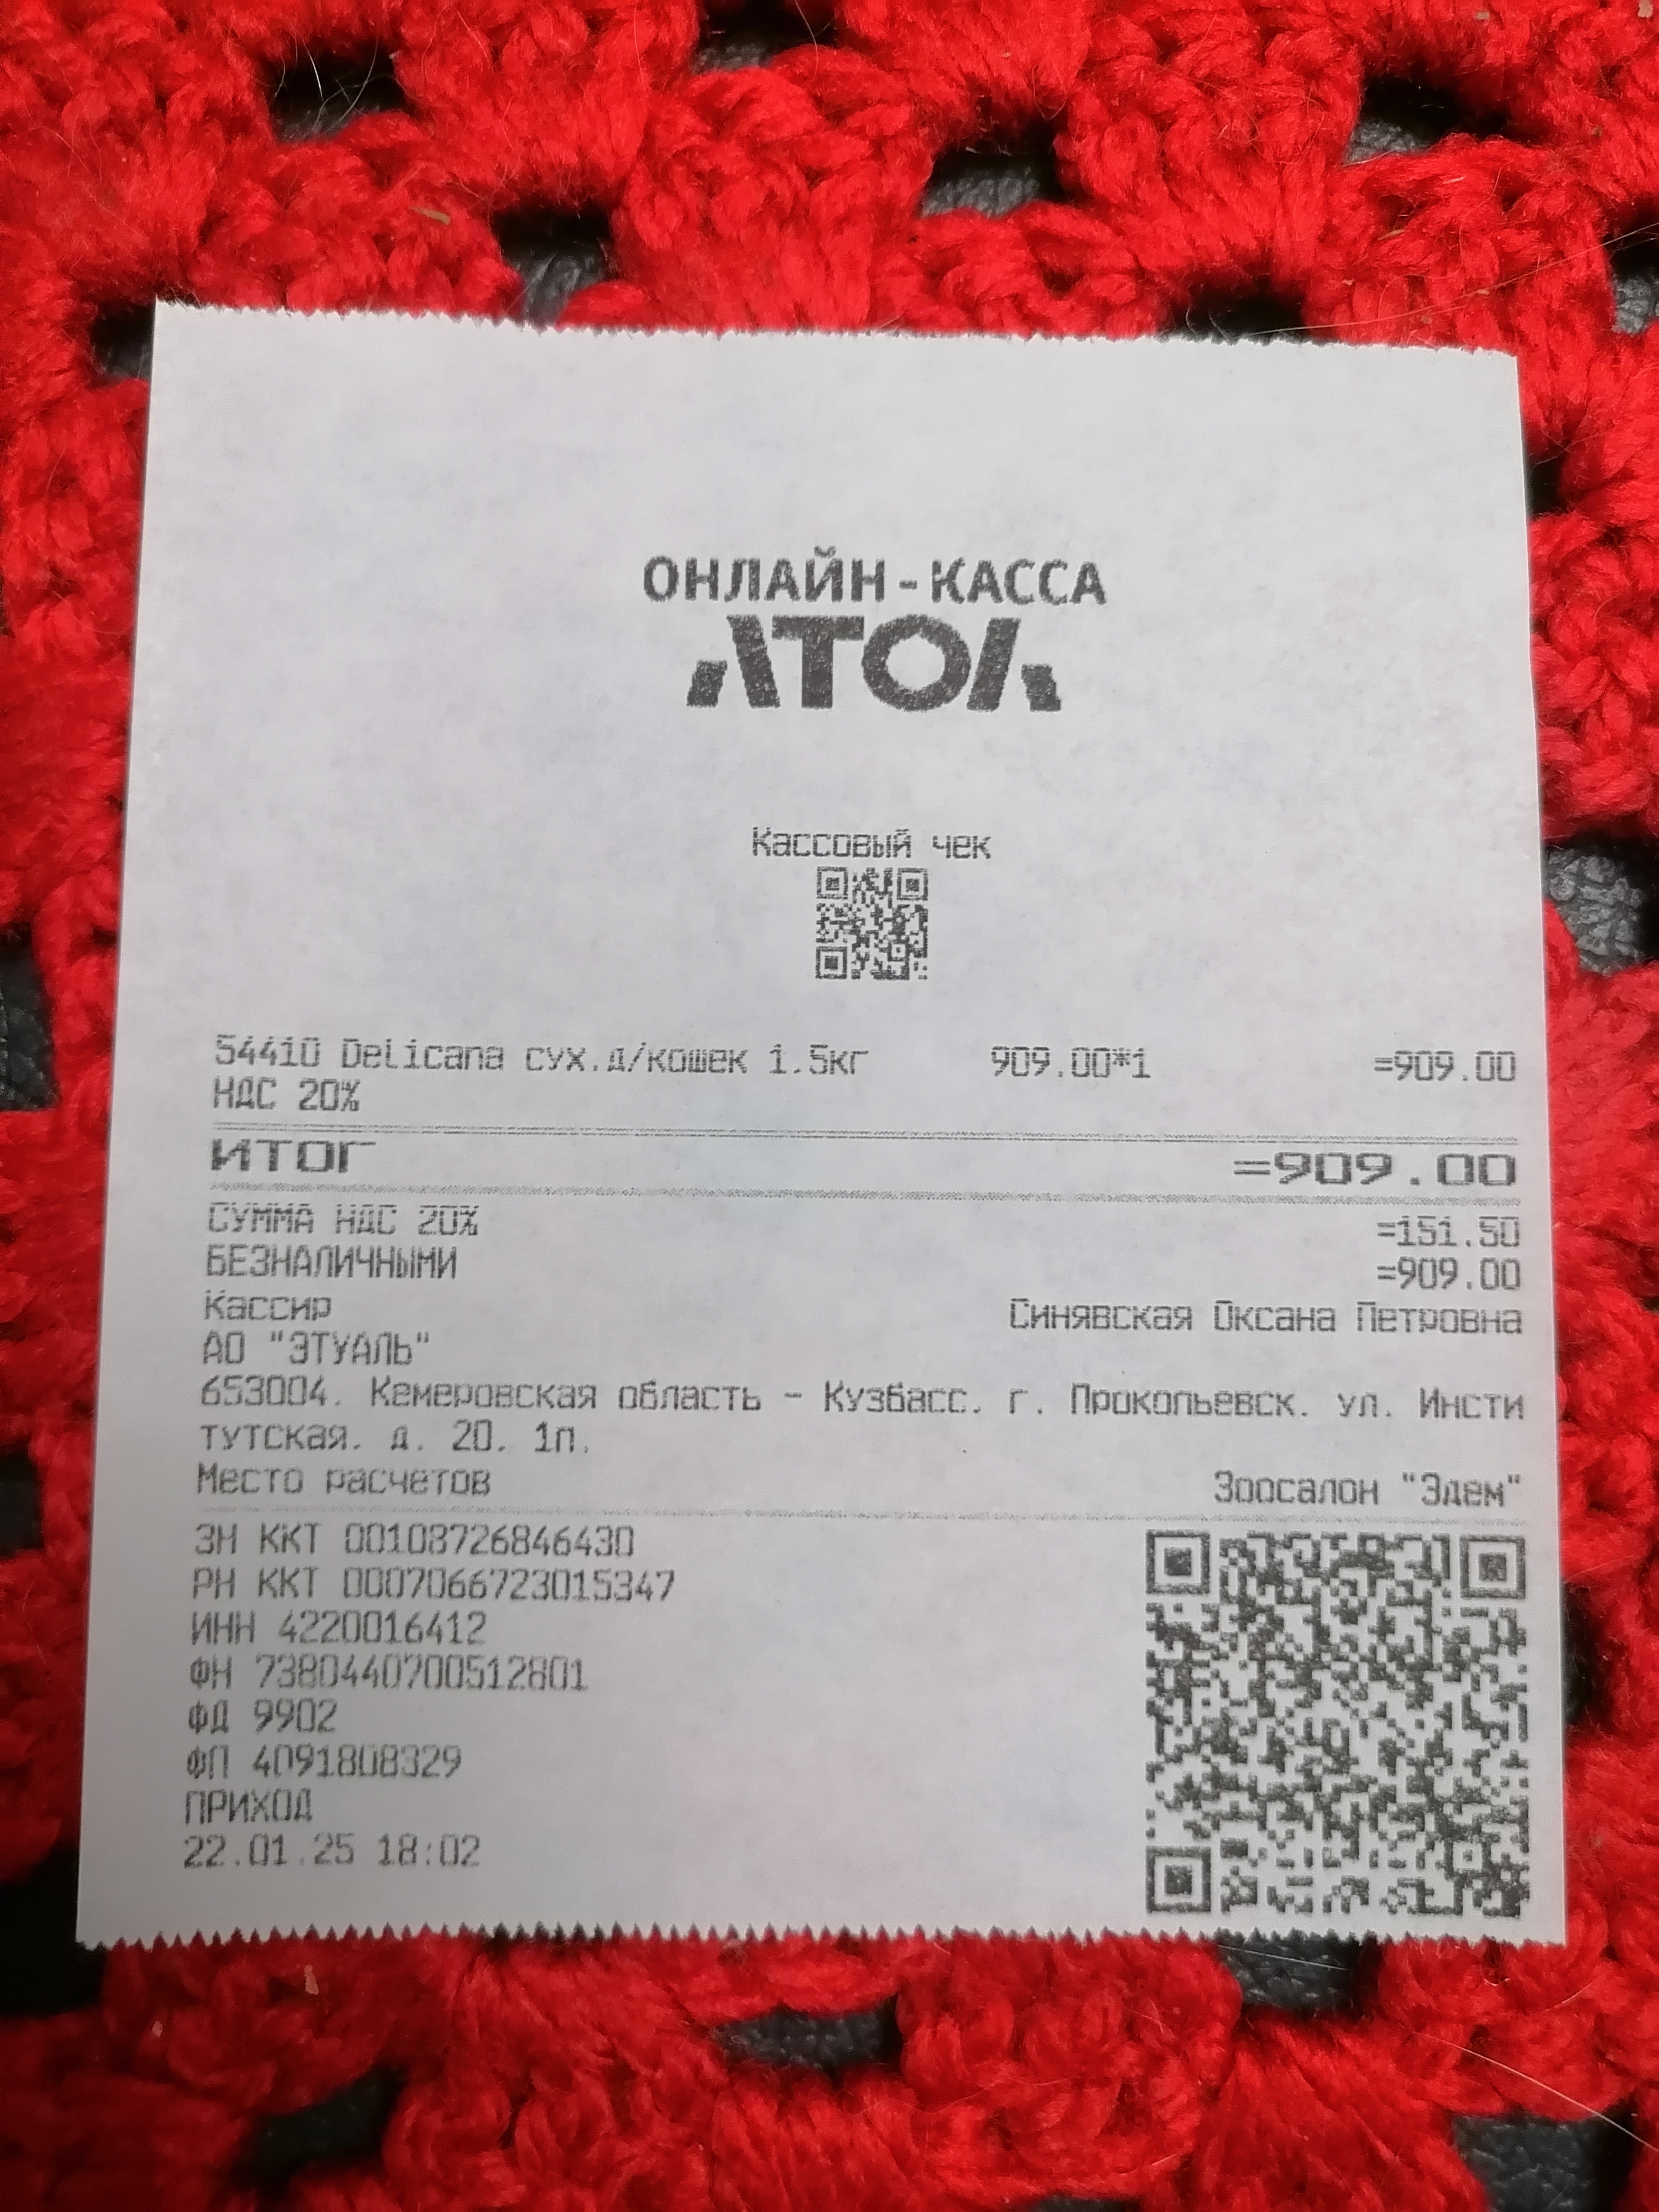 ОНЛАЙН-КАССА
АТОЛ
Кассовый чек
54410 Delicana сух.д/кошек 1.5кг 909.00*1 =909.00
НДС 20%
ИТОГ =909.00
СУММА НДС 20% =151.50
БЕЗНАЛИЧНЫМИ =909.00
Кассир Синявская Оксана Петровна
АО "ЭТУАЛЬ"
653004, Кемеровская область - Кузбасс, г. Прокопьевск, ул. Инсти
тутская, д. 20, 1п.
Место расчетов Зоосалон "Эдем"
ЗН ККТ 00108726846430
РН ККТ 0007066723015347
ИНН 4220016412
ФН 7380440700512801
ФД 9902
ФП 4091808329
ПРИХОД
22.01.25 18:02